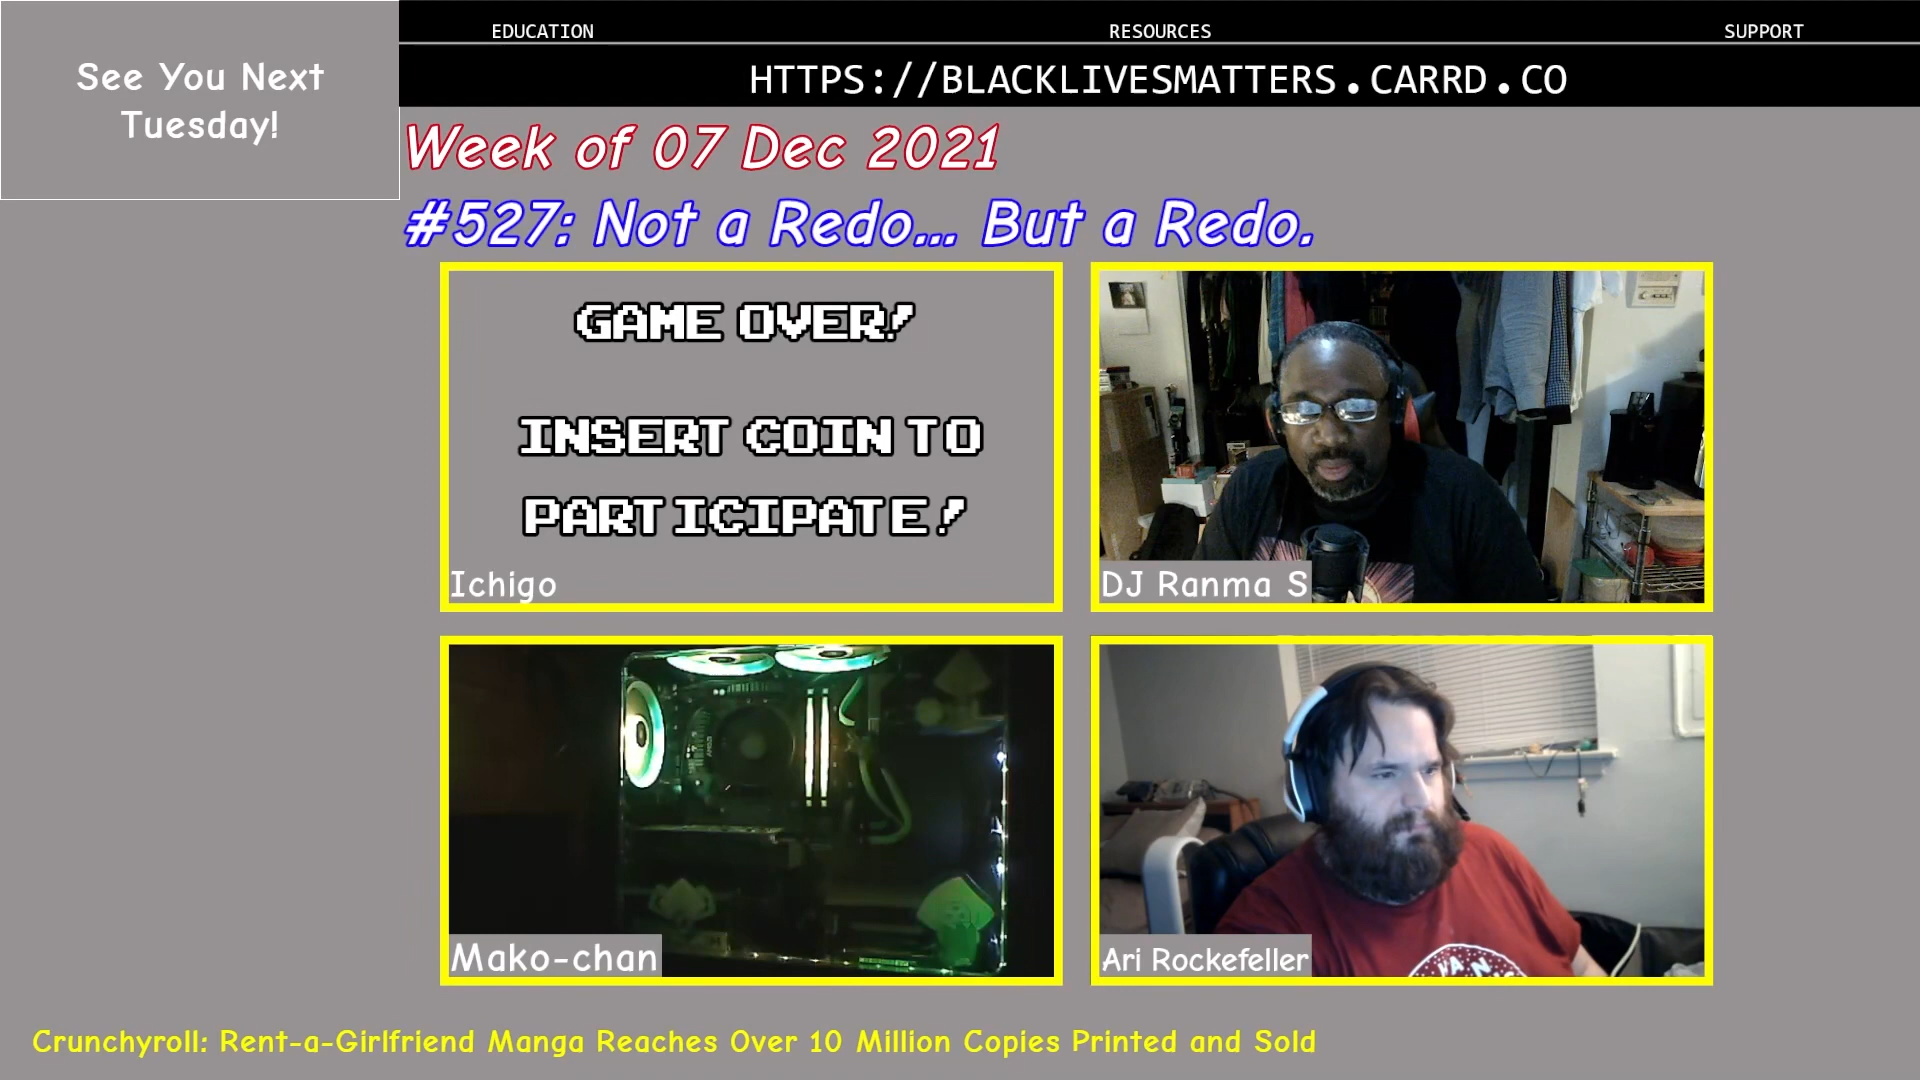 See You Next
Tuesday!
EDUCATION RESOURCES SUPPORT
HTTPS://BLACKLIVESMATTERS.CARRD.CO
Week of 07 Dec 2021
#527: Not a Redo... But a Redo.
GAME OVER!
INSERT COIN TO
PARTICIPATE!
Ichigo
DJ Ranma S
Mako-chan
Ari Rockefeller
Crunchyroll: Rent-a-Girlfriend Manga Reaches Over 10 Million Copies Printed and Sold